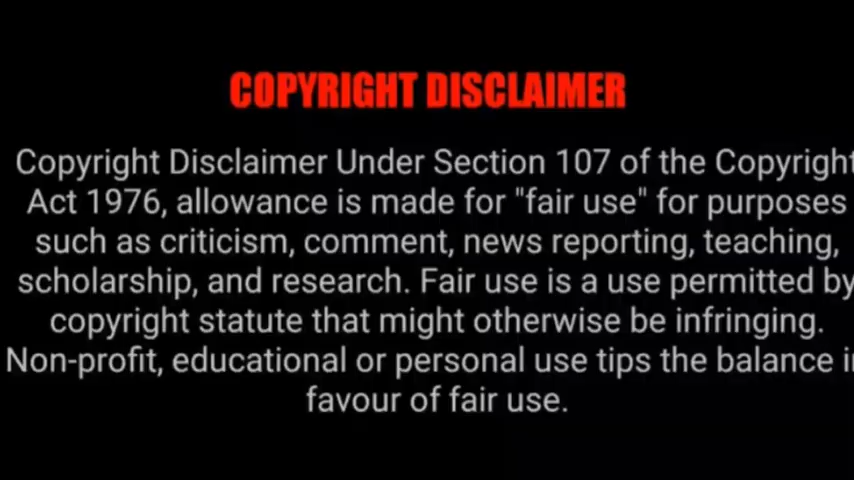 COPYRIGHT DISCLAIMER
Copyright Disclaimer Under Section 107 of the Copyright
Act 1976, allowance is made for "fair use" for purposes
such as criticism, comment, news reporting, teaching,
scholarship, and research. Fair use is a use permitted by
copyright statute that might otherwise be infringing.
Non-profit, educational or personal use tips the balance in
favour of fair use.